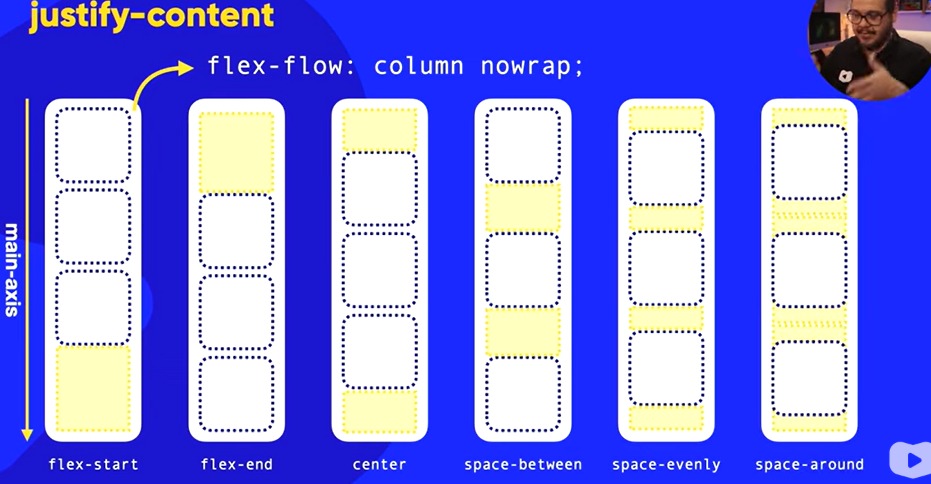 justify-content
flex-flow: column nowrap;
main-axis
flex-start
flex-end
center
space-between
space-evenly
space-around